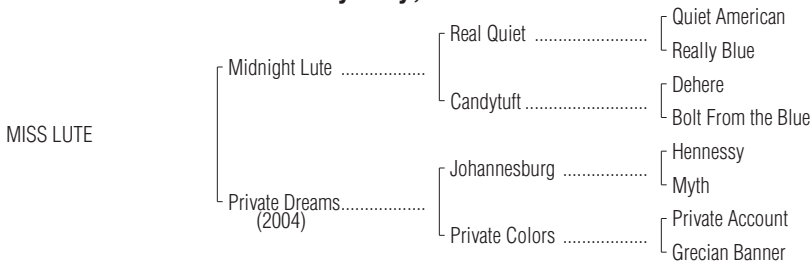 Quiet American
Real Quiet ..........................
Really Blue
Midnight Lute ...................
Dehere
Candytuft ............................
Bolt From the Blue
MISS LUTE
Hennessy
Johannesburg ...................
Myth
Private Dreams...................
(2004)
Private Account
Private Colors ...................
Grecian Banner